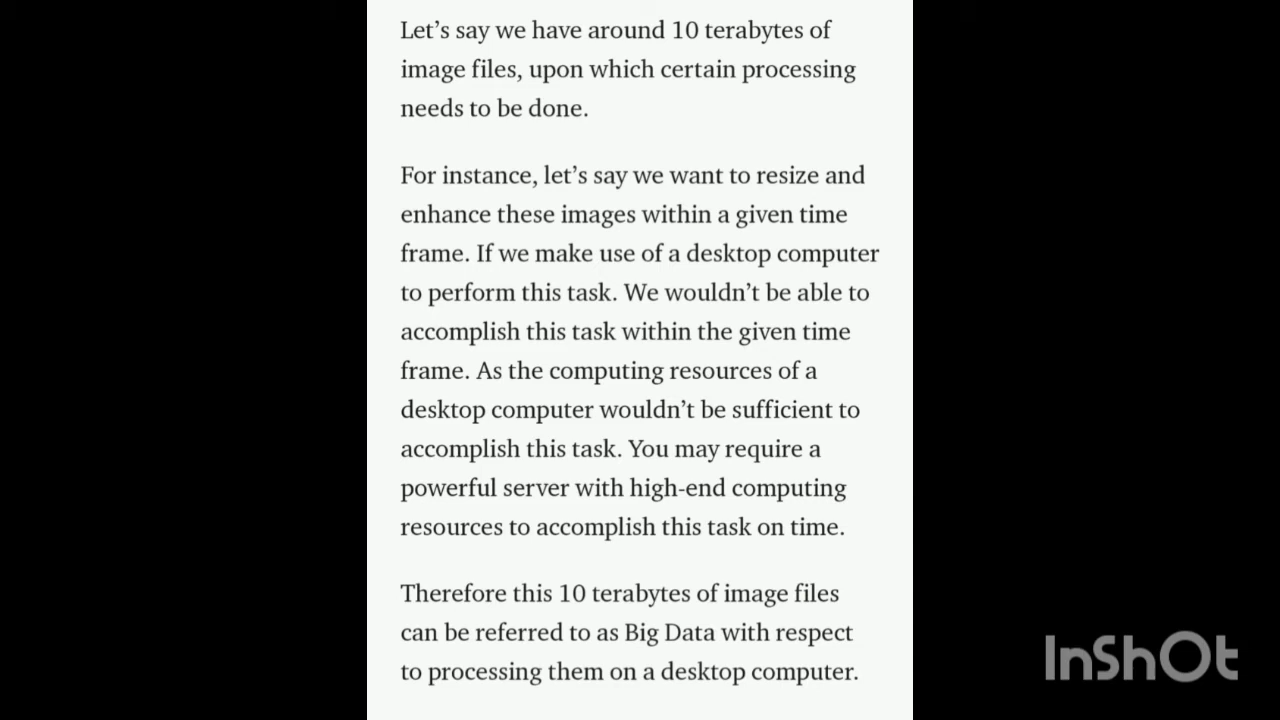 Let’s say we have around 10 terabytes of
image files, upon which certain processing
needs to be done.
For instance, let’s say we want to resize and
enhance these images within a given time
frame. If we make use of a desktop computer
to perform this task. We wouldn’t be able to
accomplish this task within the given time
frame. As the computing resources of a
desktop computer wouldn’t be sufficient to
accomplish this task. You may require a
powerful server with high-end computing
resources to accomplish this task on time.
Therefore this 10 terabytes of image files
can be referred to as Big Data with respect
to processing them on a desktop computer.
InShOt